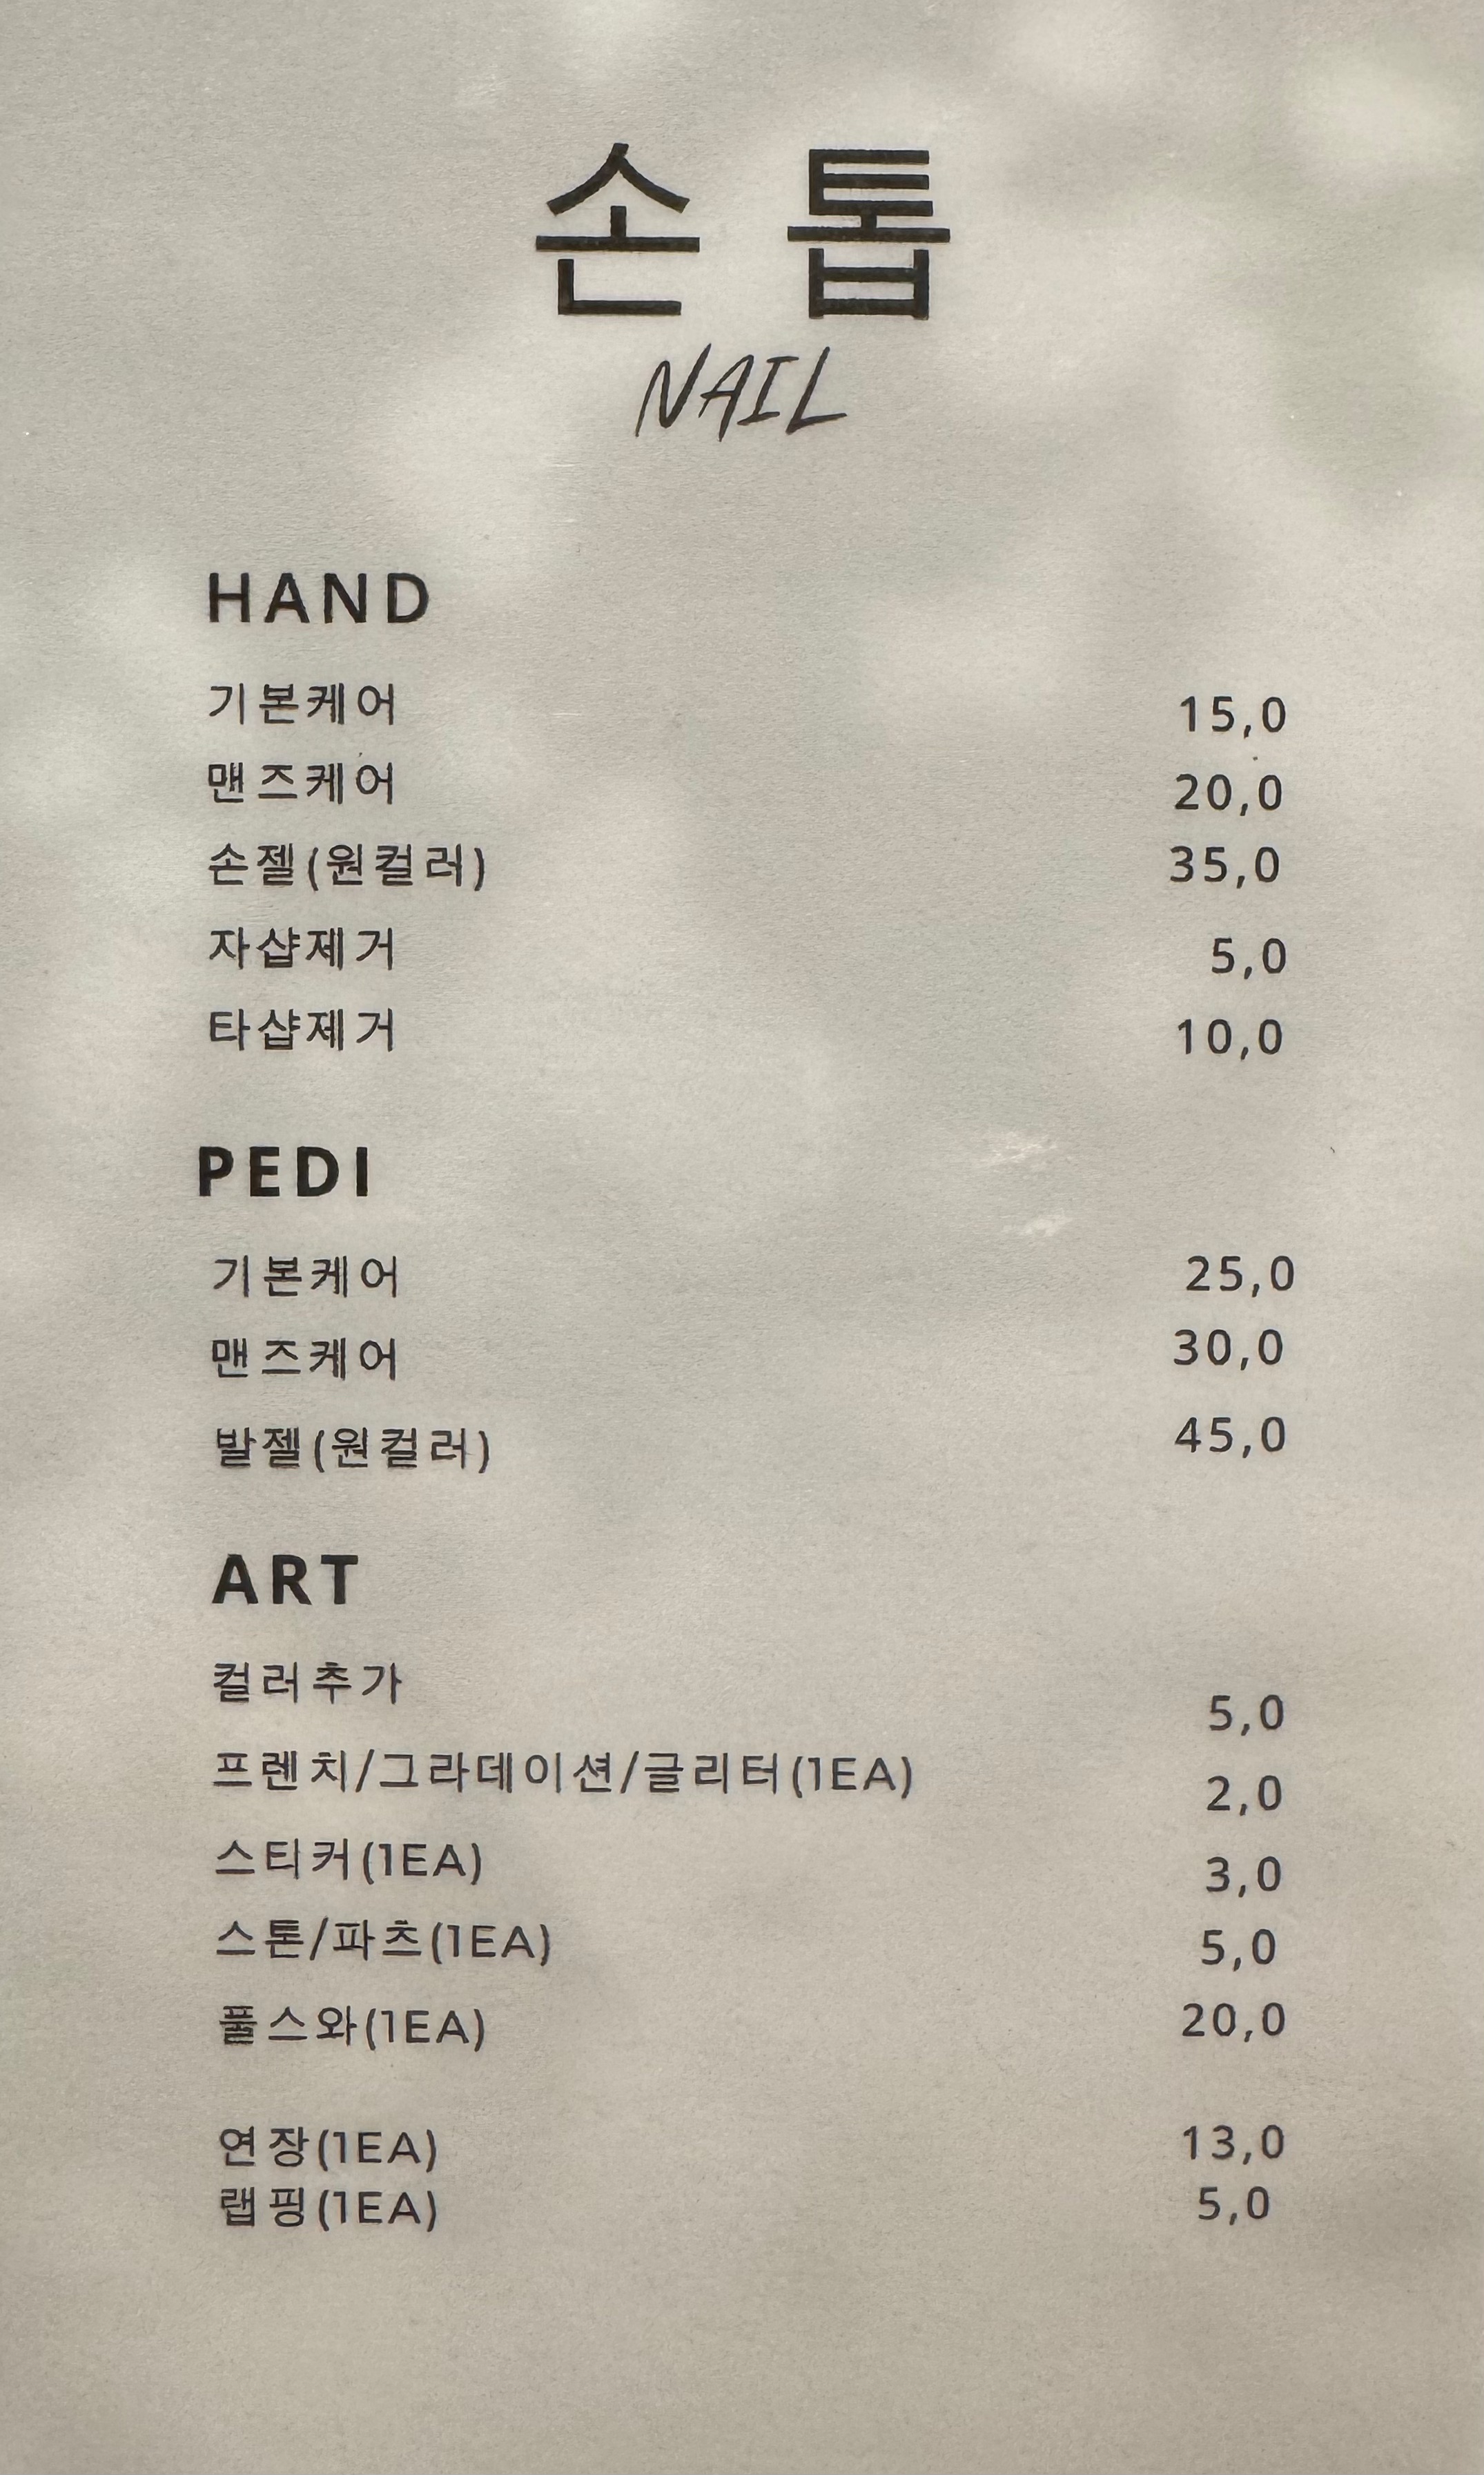 손톱
NAIL
HAND
기본케어 15,0
맨즈케어 20,0
손젤(원컬러) 35,0
자샵제거 5,0
타샵제거 10,0
PEDI
기본케어 25,0
맨즈케어 30,0
발젤(원컬러) 45,0
ART
컬러추가 5,0
프렌치/그라데이션/글리터(1EA) 2,0
스티커(1EA) 3,0
스톤/파츠(1EA) 5,0
풀스와(1EA) 20,0
연장(1EA) 13,0
랩핑(1EA) 5,0